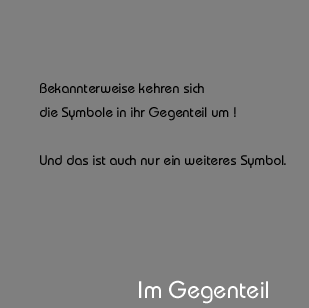 Bekannterweise kehren sich
die Symbole in ihr Gegenteil um !
Und das ist auch nur ein weiteres Symbol.
Im Gegenteil